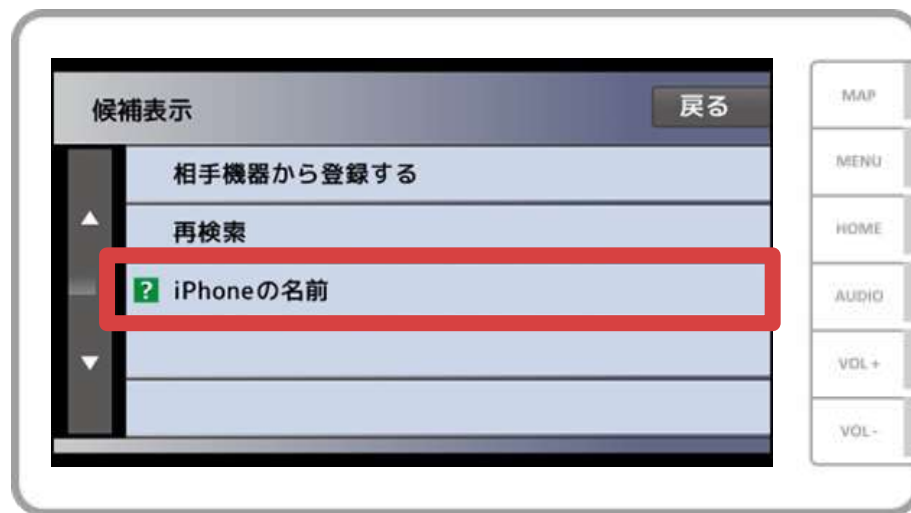 候補表示
戻る
相手機器から登録する
再検索
? iPhoneの名前
MAP
MENU
HOME
AUDIO
VOL +
VOL -